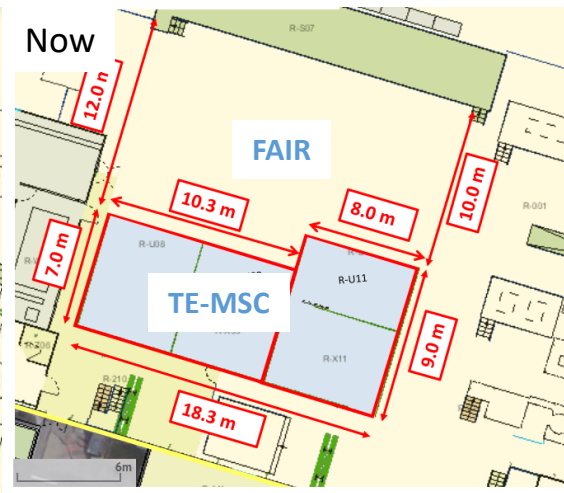 Now
R-S07
12.0 m
FAIR
10.0 m
R-001
10.3 m
8.0 m
R-U08
7.0 m
R-U11
TE-MSC
R-X11
9.0 m
R-210
18.3 m
6m